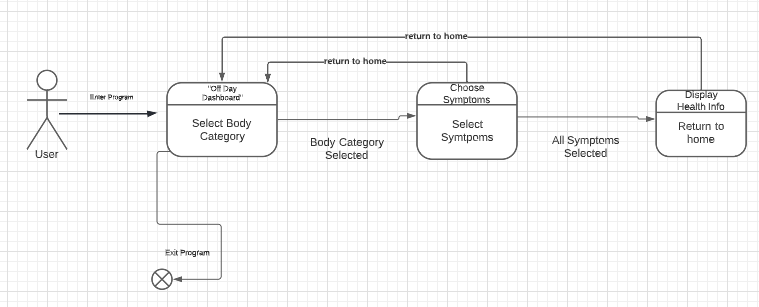 return to home
return to home
"Off Day
Dashboard"
Choose
Symptoms
Display
Health Info
Enter Program
Select Body
Category
Select
Symtpoms
Return to
home
User
Body Category
Selected
All Symptoms
Selected
Exit Program